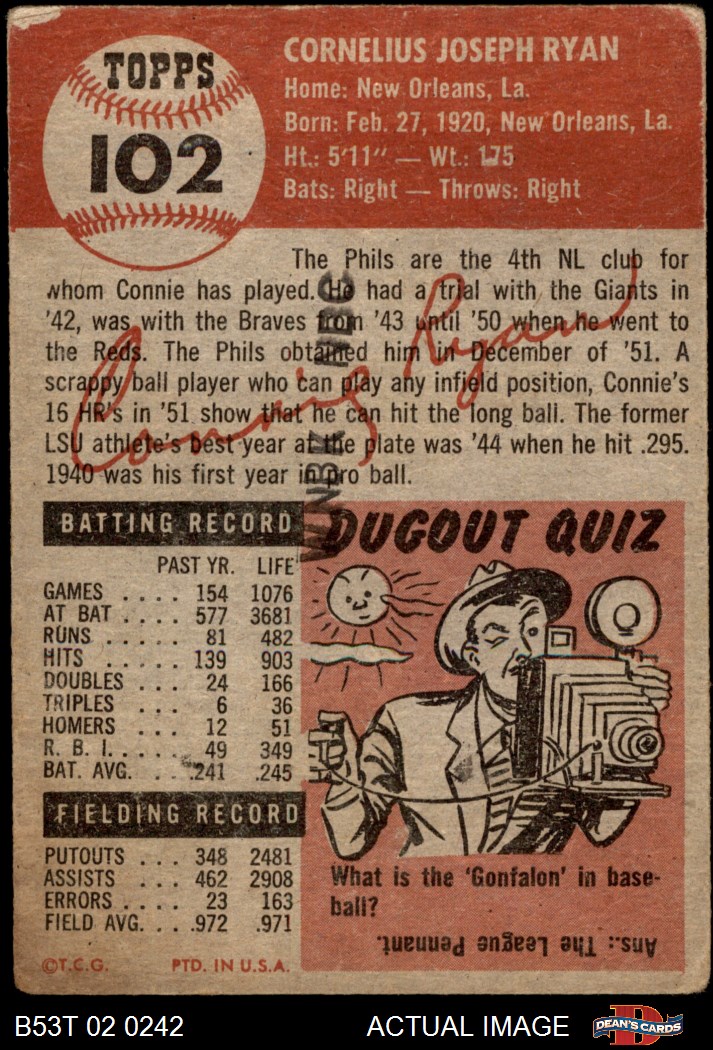 TOPPS
102
CORNELIUS JOSEPH RYAN
Home: New Orleans, La.
Born: Feb. 27, 1920, New Orleans, La.
Ht.: 5'11" — Wt.: 175
Bats: Right — Throws: Right
The Phils are the 4th NL club for
whom Connie has played. He had a trial with the Giants in
'42, was with the Braves from '43 until '50 when he went to
the Reds. The Phils obtained him in December of '51. A
scrappy ball player who can play any infield position, Connie's
16 HR's in '51 show that he can hit the long ball. The former
LSU athlete's best year at the plate was '44 when he hit .295.
1940 was his first year in pro ball.
Connie Ryan
WNBK NBC
BATTING RECORD
PAST YR. LIFE
GAMES .... 154 1076
AT BAT .... 577 3681
RUNS ..... 81 482
HITS ..... 139 903
DOUBLES ... 24 166
TRIPLES ... 6 36
HOMERS ... 12 51
R. B. I. .... 49 349
BAT. AVG. ... .241 .245
FIELDING RECORD
PUTOUTS ... 348 2481
ASSISTS ... 462 2908
ERRORS .... 23 163
FIELD AVG. ... .972 .971
©T.C.G. PTD. IN U.S.A.
DUGOUT QUIZ
What is the 'Gonfalon' in base-
ball?
Ans.: The League Pennant.
B53T 02 0242
ACTUAL IMAGE
D
DEAN'S CARDS